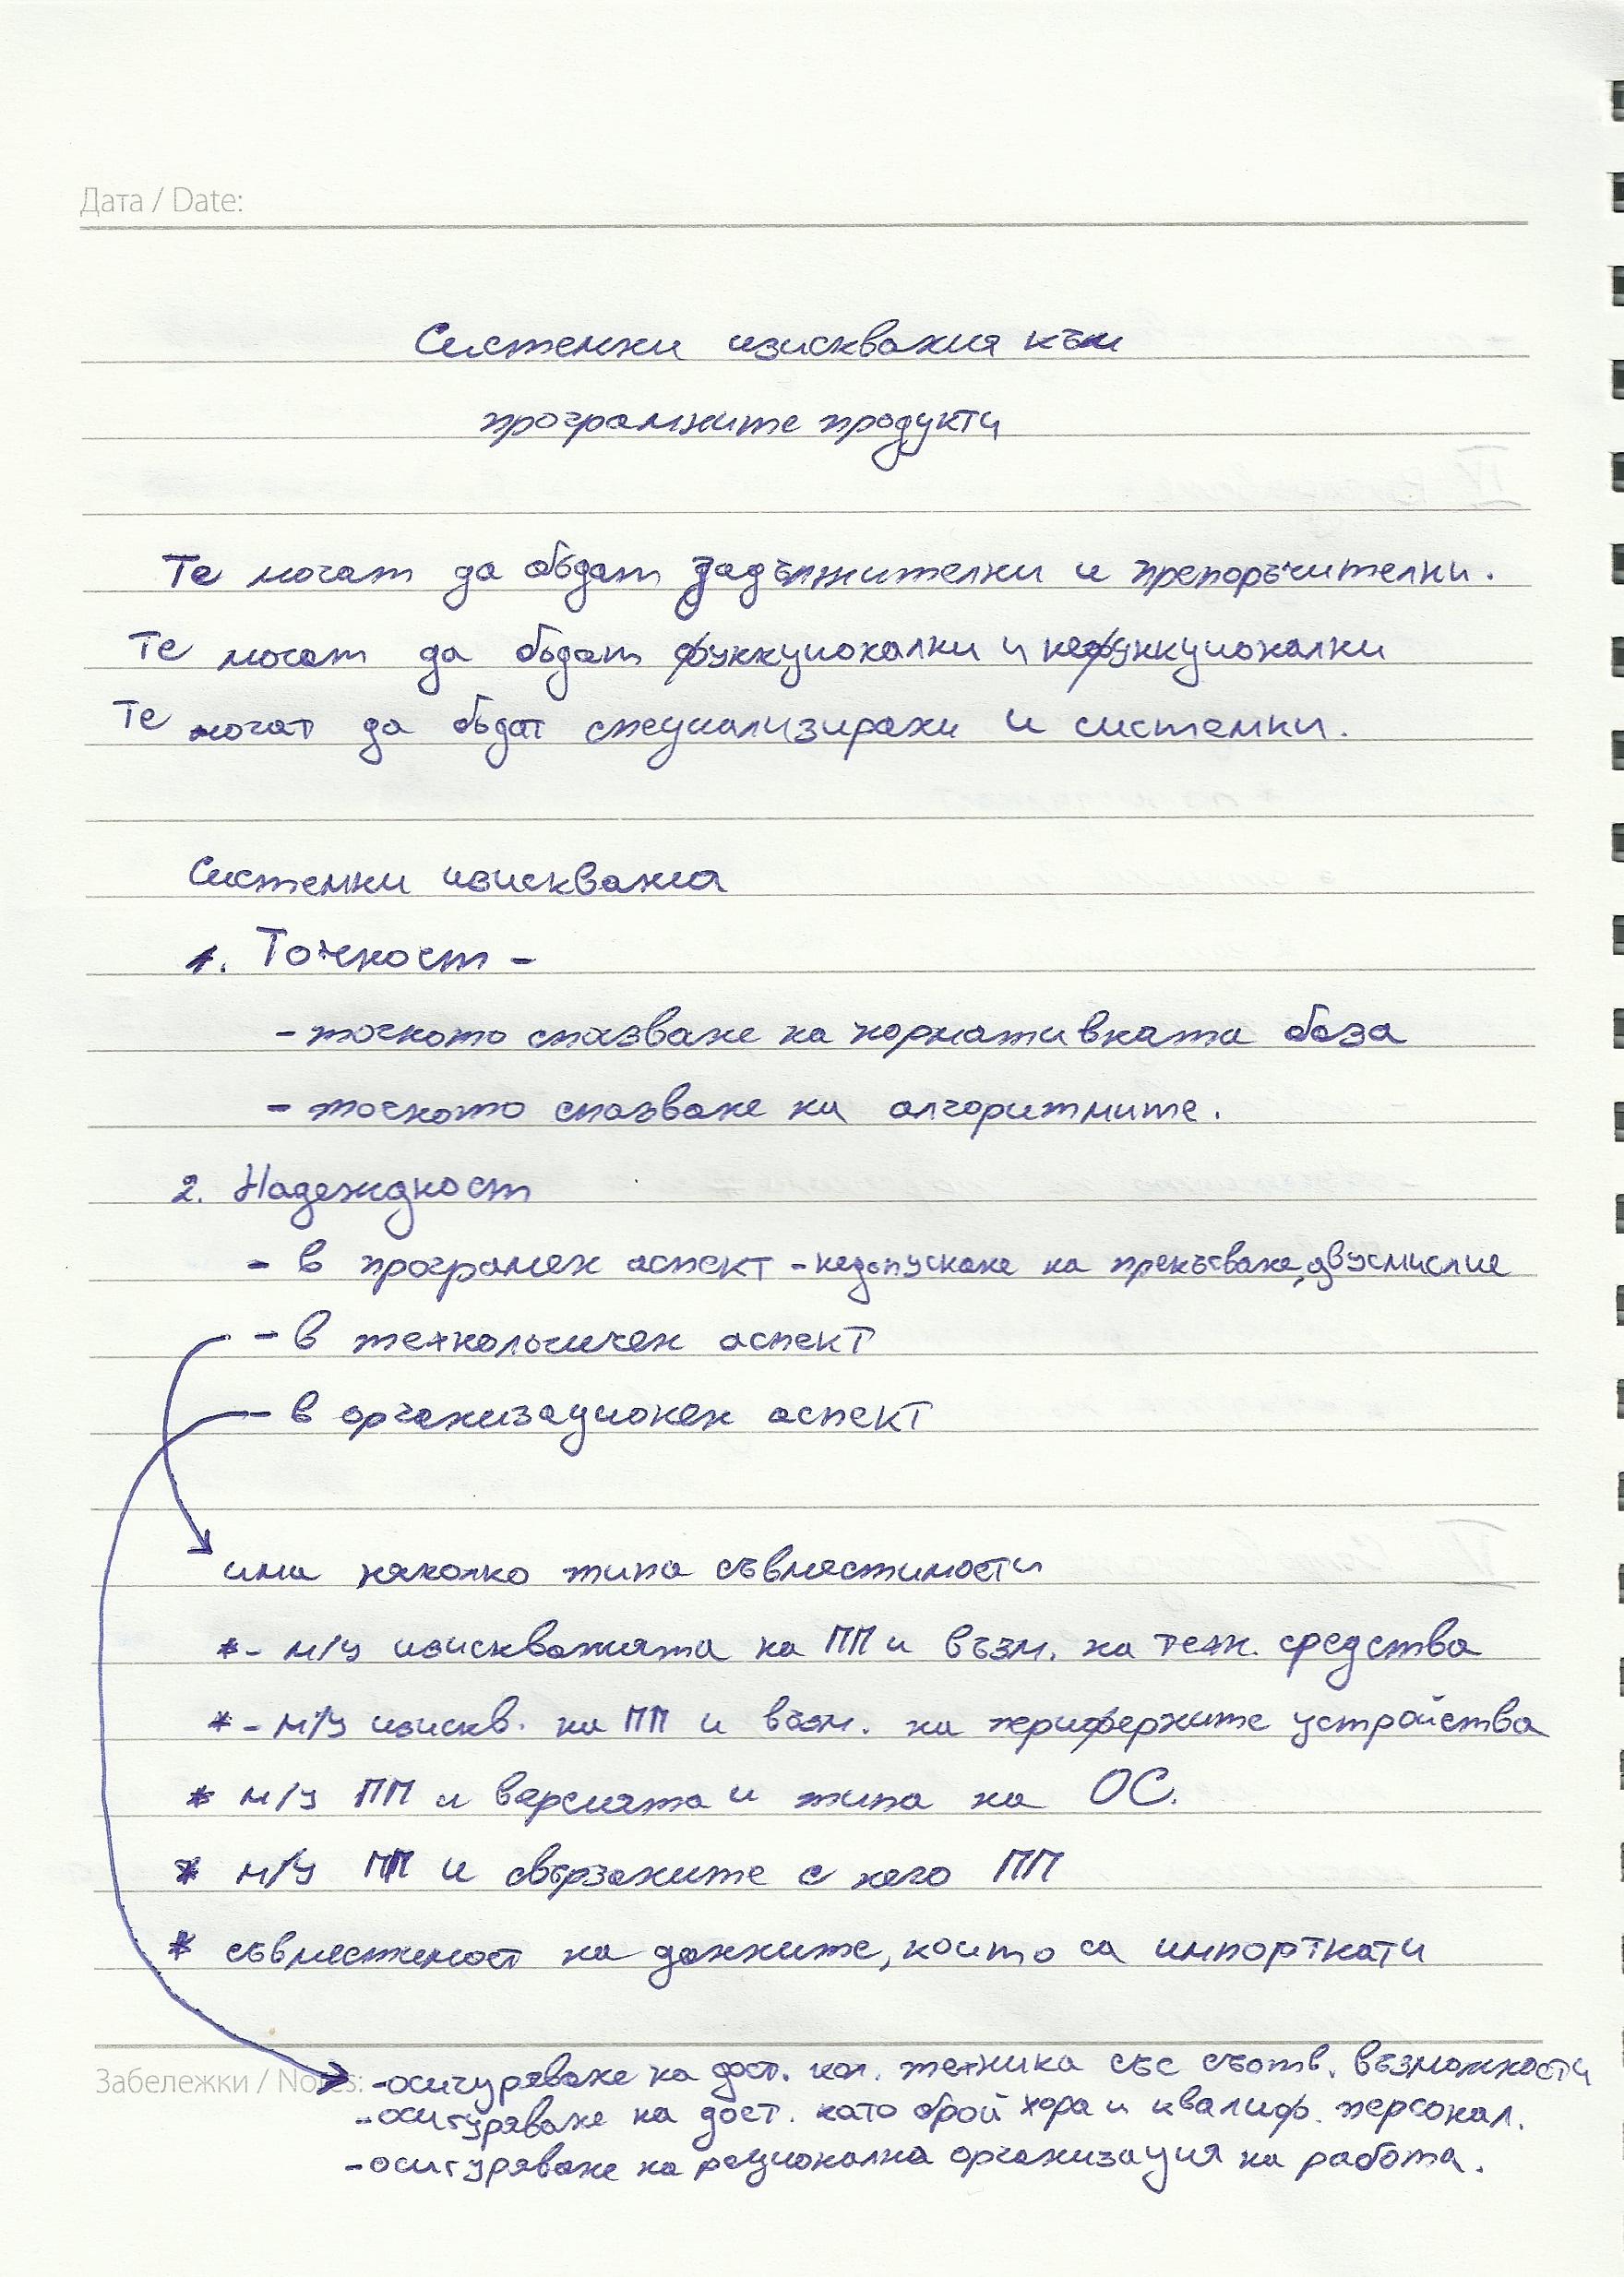 Дата / Date:
Системни изисквания към
програмните продукти
Те могат да бъдат задължителни и препоръчителни.
Те могат да бъдат функционални и нефункционални
Те могат да бъдат специализирани и системни.
Системни изисквания
1. Точност -
- точното спазване на нормативната база
- точното спазване на алгоритмите.
2. Надеждност
- в програмен аспект - недопускане на прекъсване, двусмислие
- в технологичен аспект
- в организационен аспект
има няколко типа съвместимости
* - м/у изискванията на ПП и възм. на техн. средства
* - м/у изискв. на ПП и възм. на периферните устройства
* м/у ПП и версията и типа на ОС.
* м/у ПП и свързаните с него ПП
* съвместимост на данните, които са импортнати
Забележки / Notes: - осигуряване на дост. кол. техника със съотв. възможности
- осигуряване на дост. като брой хора и квалиф. персонал.
- осигуряване на рационална организация на работа.